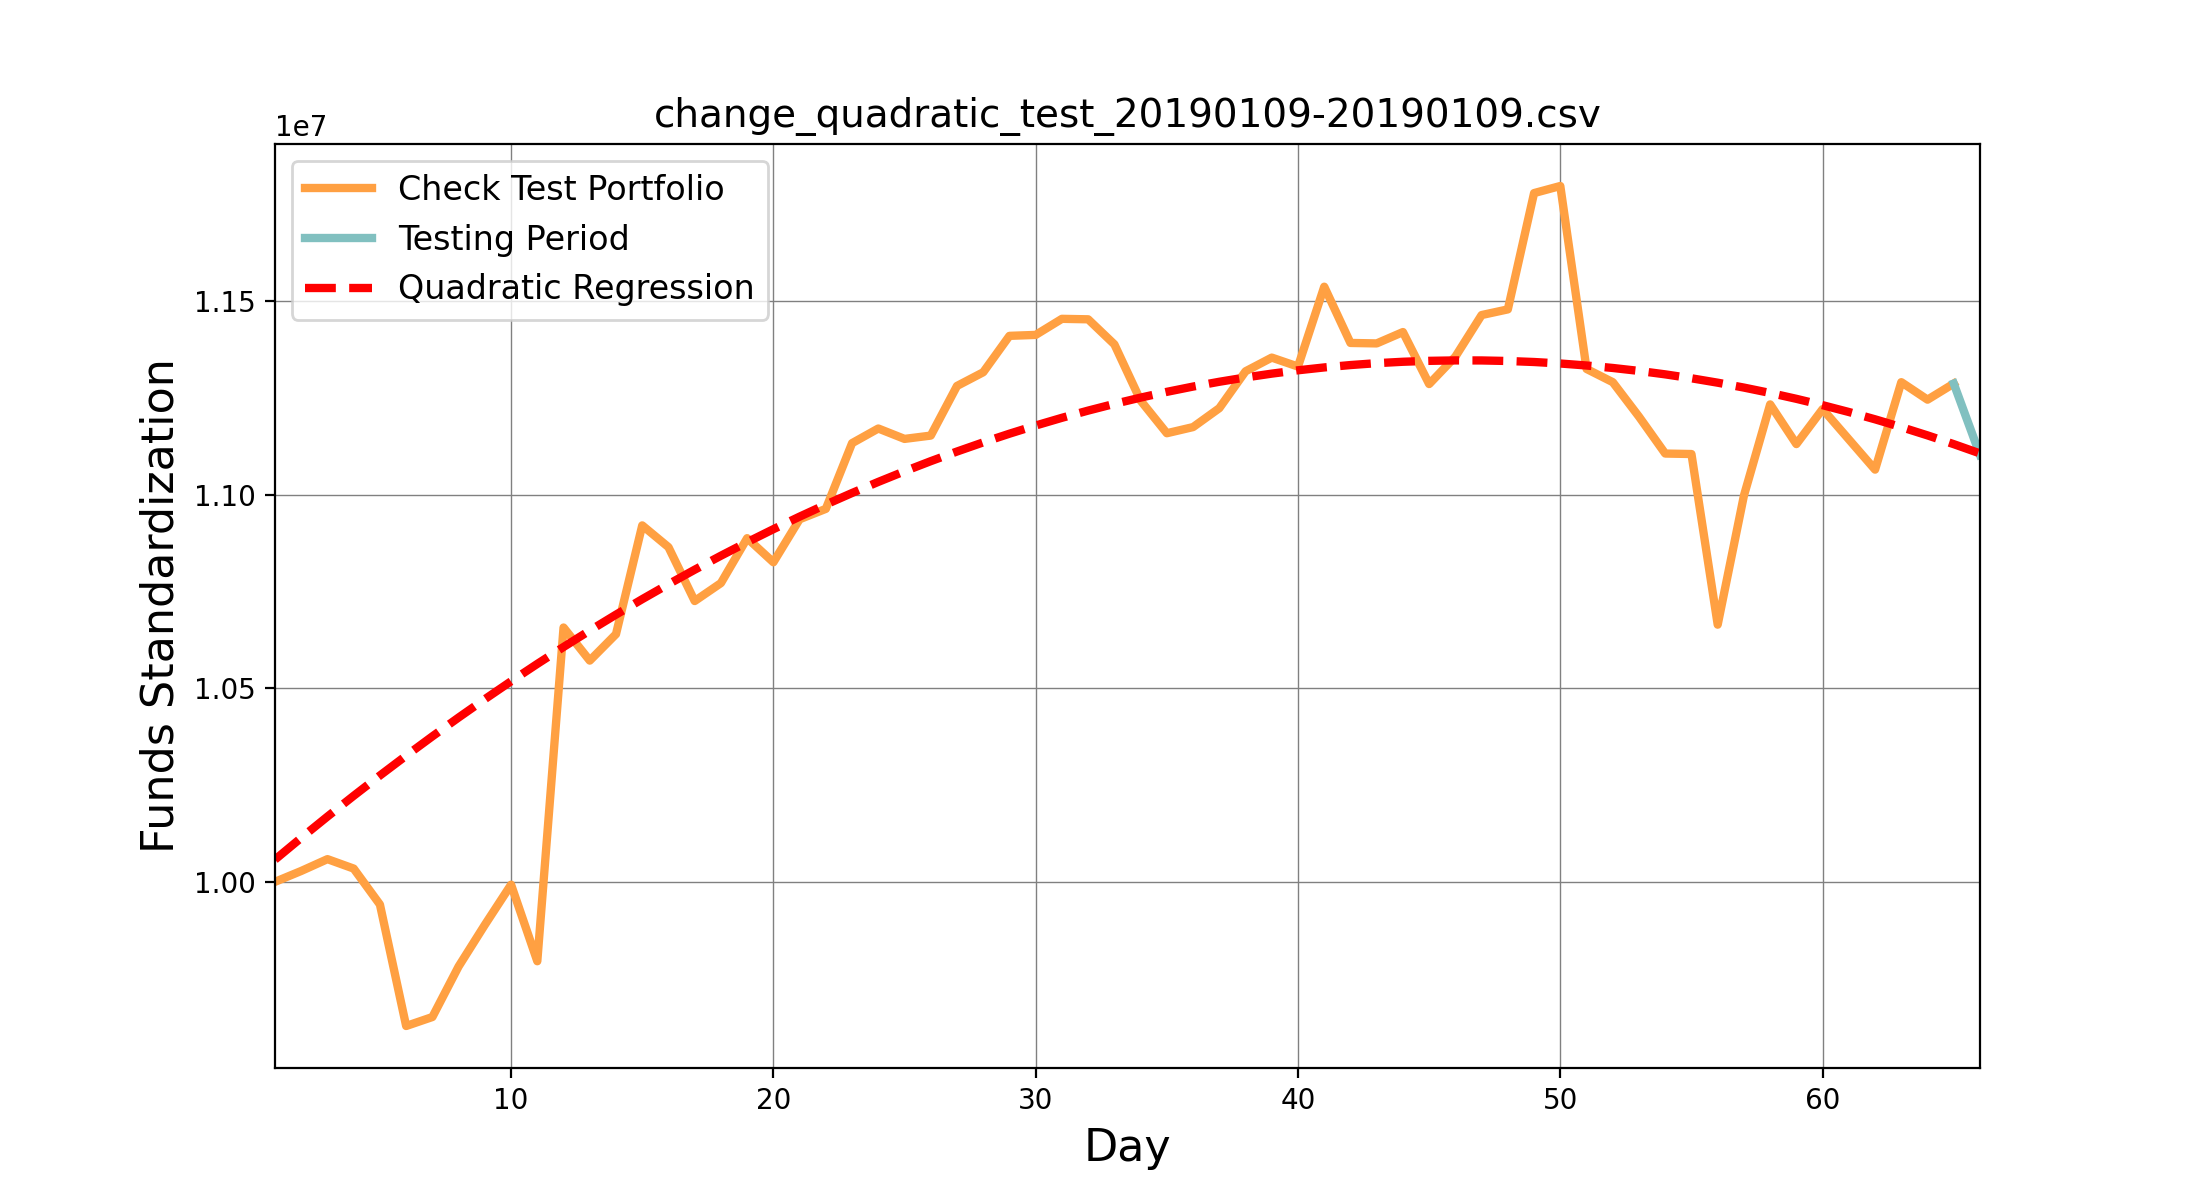 change_quadratic_test_20190109-20190109.csv
1e7
Check Test Portfolio
Testing Period
Quadratic Regression
Funds Standardization
1.15
1.10
1.05
1.00
10 20 30 40 50 60
Day